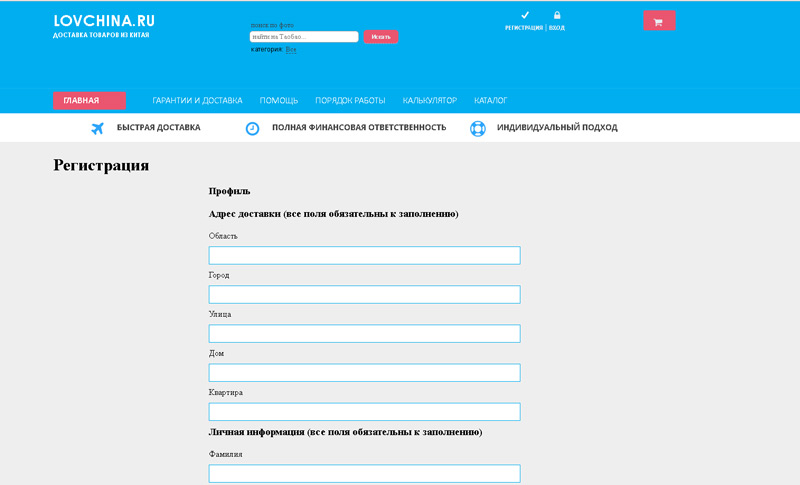 LOVCHINA.RU
ДОСТАВКА ТОВАРОВ ИЗ КИТАЯ
поиск по фото
найти на Таобао...
Искать
категория: Все
РЕГИСТРАЦИЯ | ВХОД
ГЛАВНАЯ
ГАРАНТИИ И ДОСТАВКА
ПОМОЩЬ
ПОРЯДОК РАБОТЫ
КАЛЬКУЛЯТОР
КАТАЛОГ
БЫСТРАЯ ДОСТАВКА
ПОЛНАЯ ФИНАНСОВАЯ ОТВЕТСТВЕННОСТЬ
ИНДИВИДУАЛЬНЫЙ ПОДХОД
Регистрация
Профиль
Адрес доставки (все поля обязательны к заполнению)
Область
Город
Улица
Дом
Квартира
Личная информация (все поля обязательны к заполнению)
Фамилия